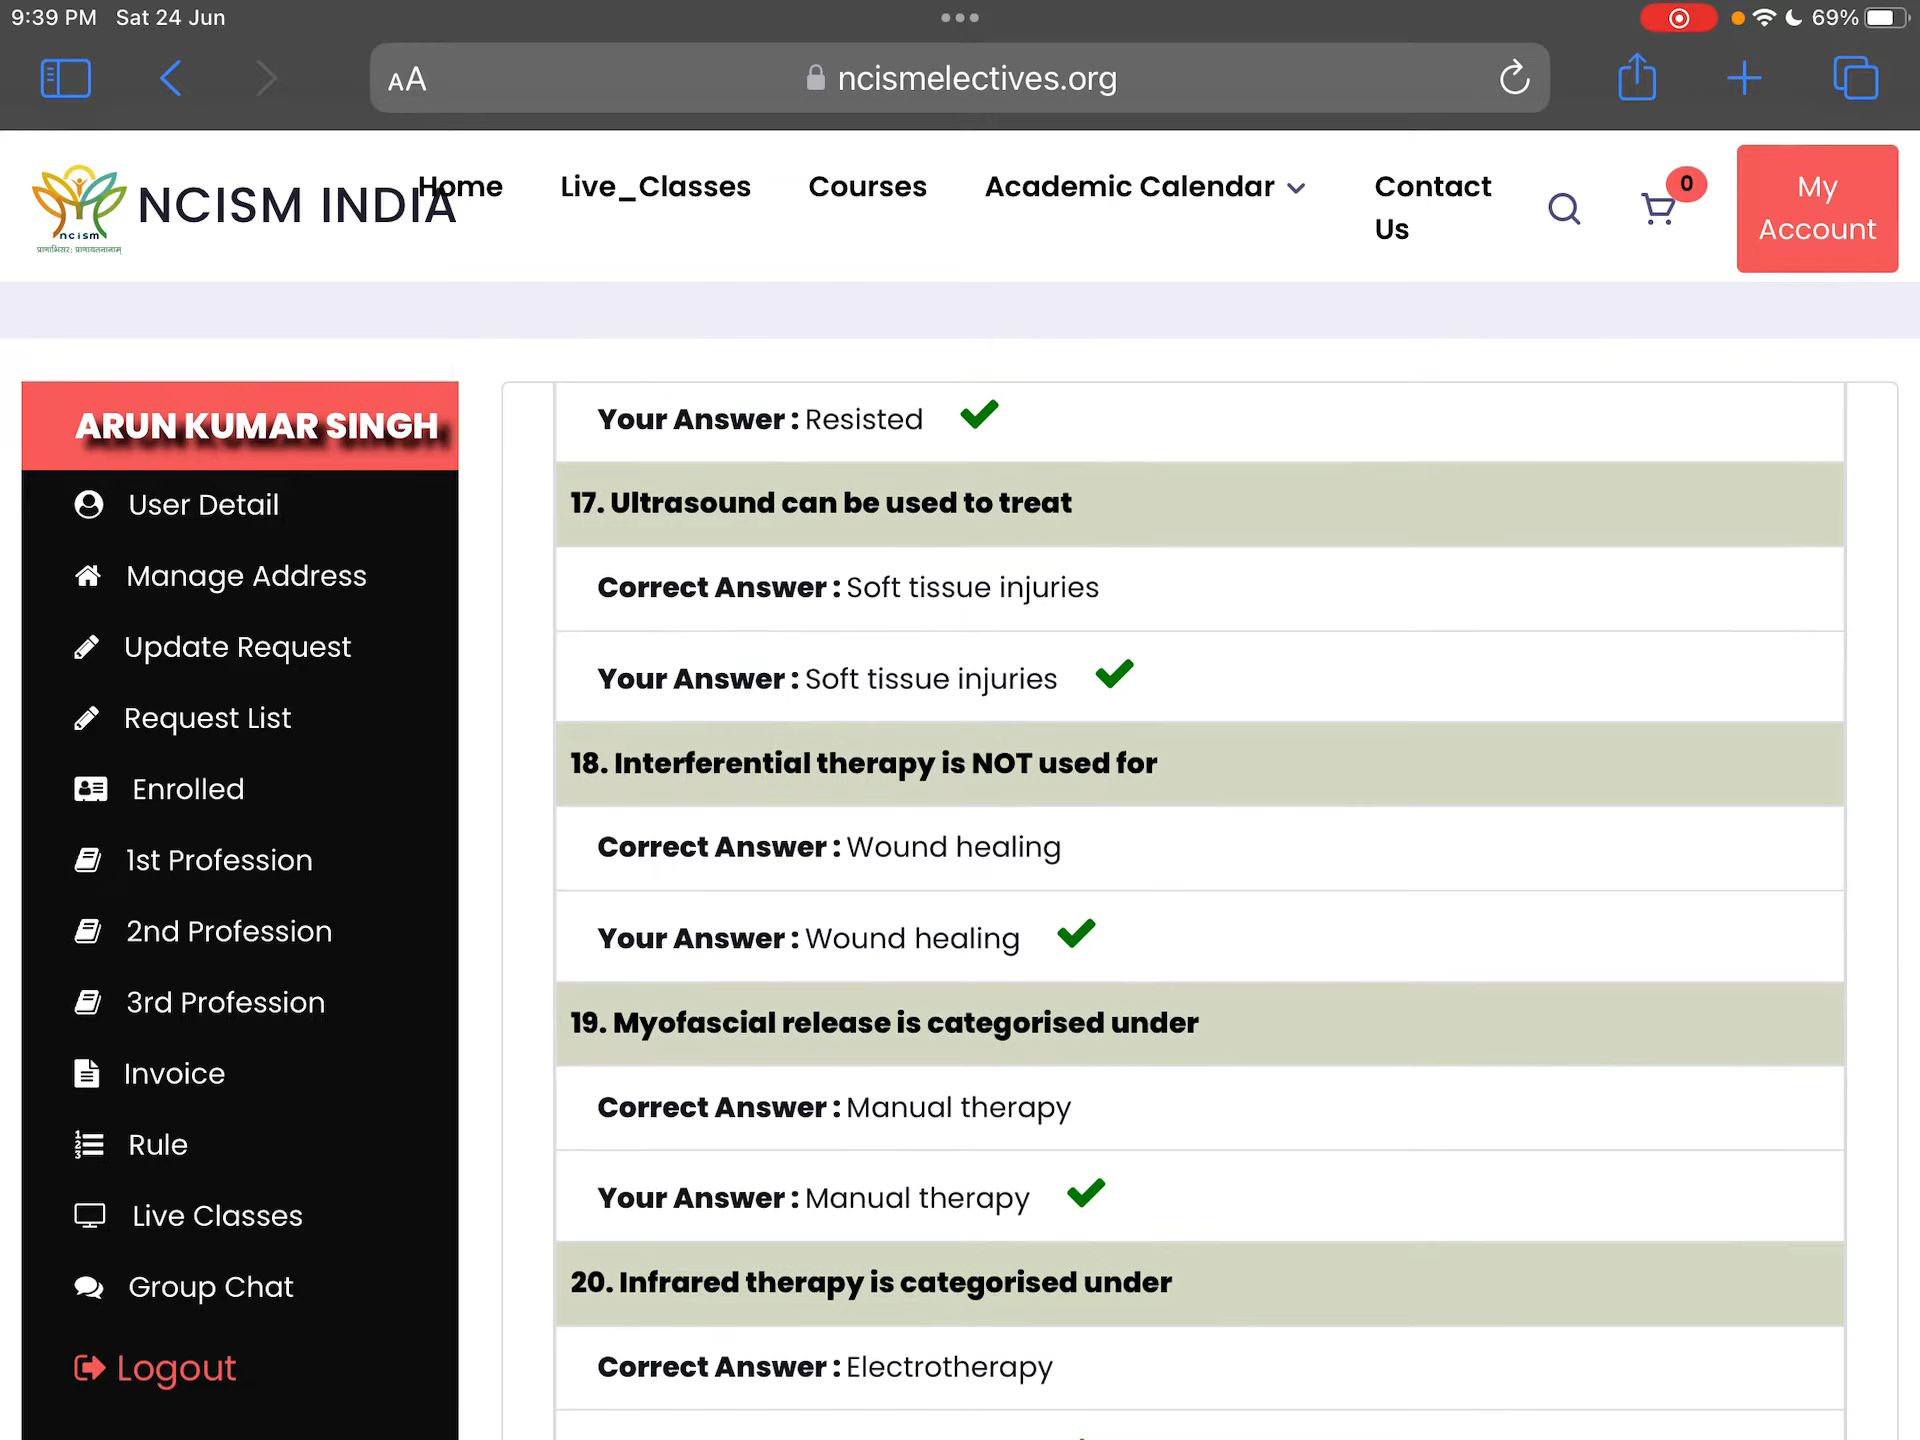 9:39 PM Sat 24 Jun
69%
AA
ncismelectives.org
ncism
प्राणाभिसरः प्राणायतनानाम्
NCISM INDIA
Home
Live_Classes
Courses
Academic Calendar
Contact
Us
0
My
Account
ARUN KUMAR SINGH
User Detail
Manage Address
Update Request
Request List
Enrolled
1st Profession
2nd Profession
3rd Profession
Invoice
Rule
Live Classes
Group Chat
Logout
Your Answer : Resisted
17. Ultrasound can be used to treat
Correct Answer : Soft tissue injuries
Your Answer : Soft tissue injuries
18. Interferential therapy is NOT used for
Correct Answer : Wound healing
Your Answer : Wound healing
19. Myofascial release is categorised under
Correct Answer : Manual therapy
Your Answer : Manual therapy
20. Infrared therapy is categorised under
Correct Answer : Electrotherapy